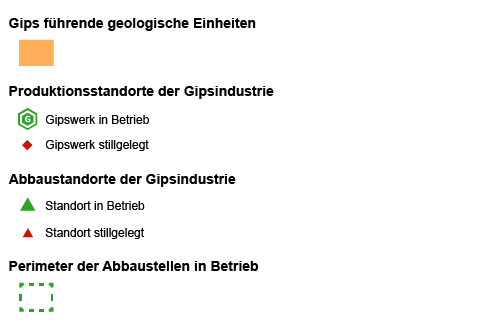 Gips führende geologische Einheiten
Produktionsstandorte der Gipsindustrie
G
Gipswerk in Betrieb
Gipswerk stillgelegt
Abbaustandorte der Gipsindustrie
Standort in Betrieb
Standort stillgelegt
Perimeter der Abbaustellen in Betrieb